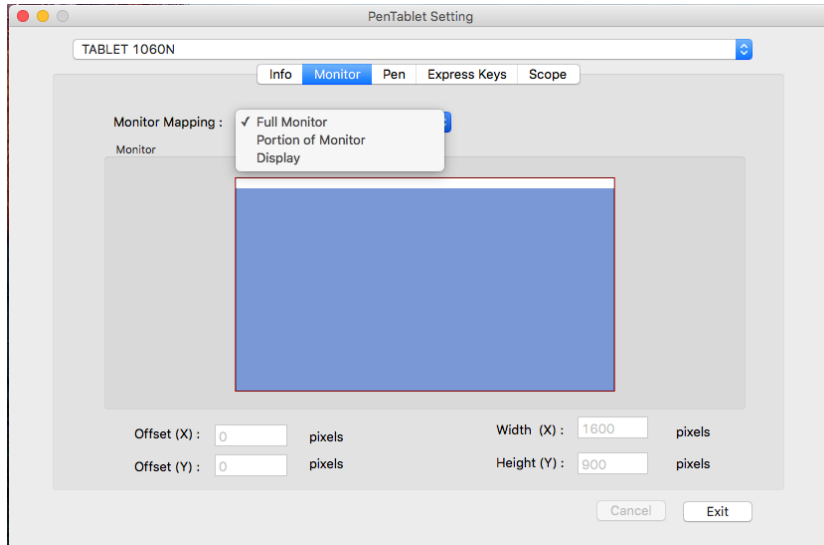 PenTablet Setting
TABLET 1060N
Info Monitor Pen Express Keys Scope
Monitor Mapping : ✓ Full Monitor
Portion of Monitor
Display
Monitor
Offset (X) : 0 pixels Width (X) : 1600 pixels
Offset (Y) : 0 pixels Height (Y) : 900 pixels
Cancel Exit